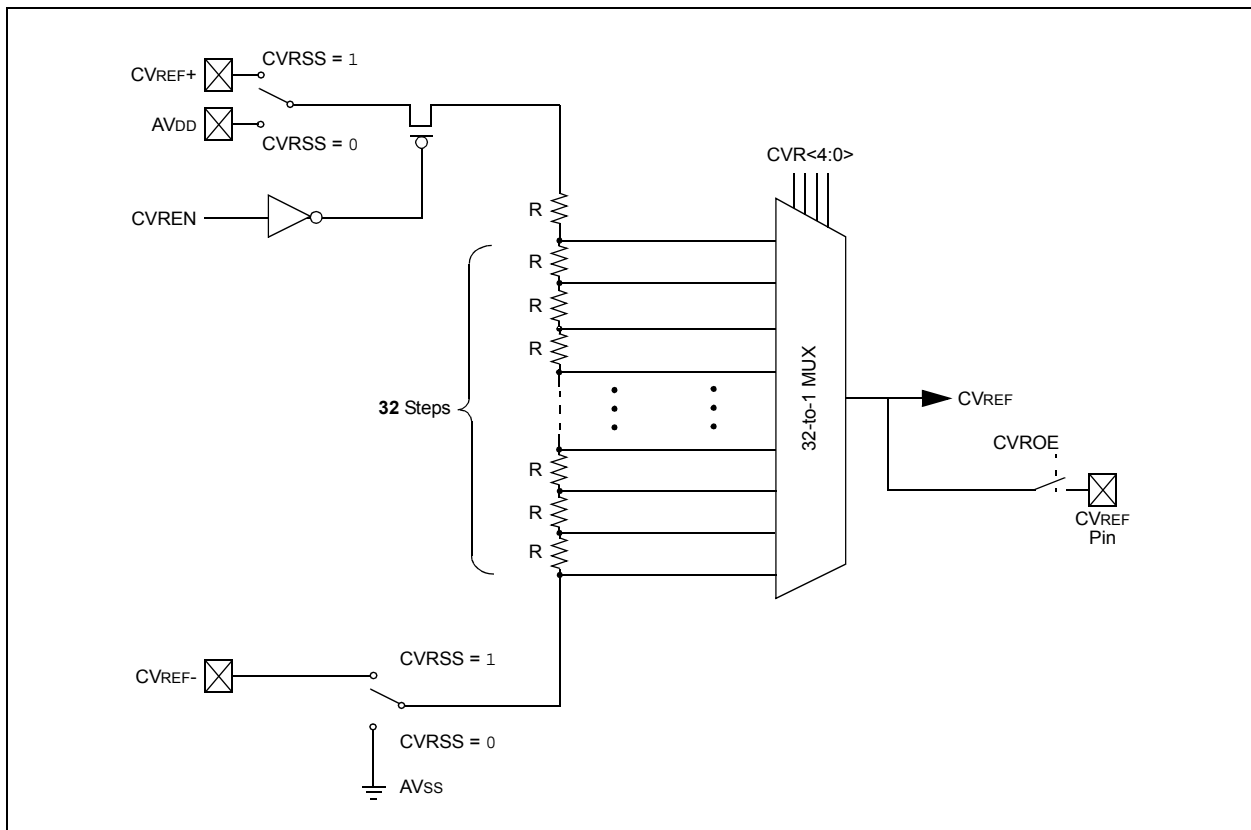 CVRSS = 1
CVREF+
AVDD
CVRSS = 0
CVREN
CVR<4:0>
R
R
R
R
32 Steps
R
R
R
32-to-1 MUX
CVREF
CVROE
CVREF
Pin
CVRSS = 1
CVREF-
CVRSS = 0
AVSS